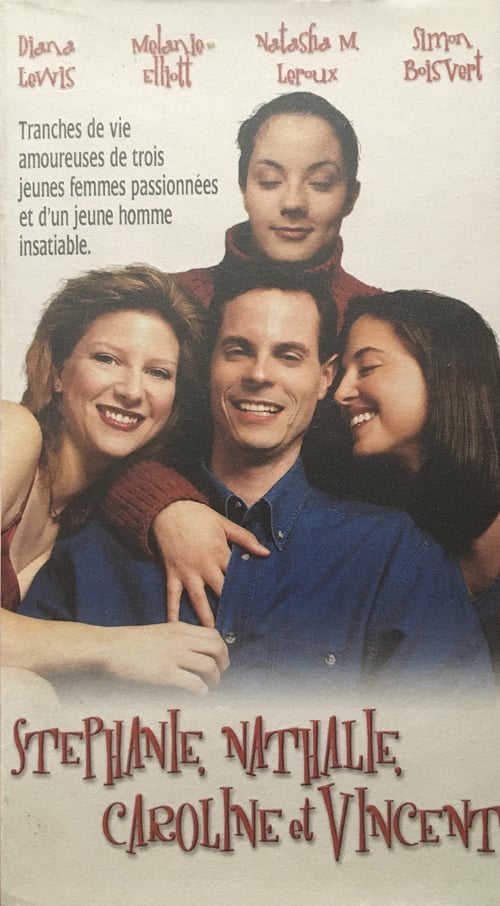 Diana Lewis
Melanie Elliott
Natasha M. Leroux
Simon BoisVert
Tranches de vie
amoureuses de trois
jeunes femmes passionnées
et d'un jeune homme
insatiable.
STEPHANIE, NATHALIE,
CAROLINE et VINCENT